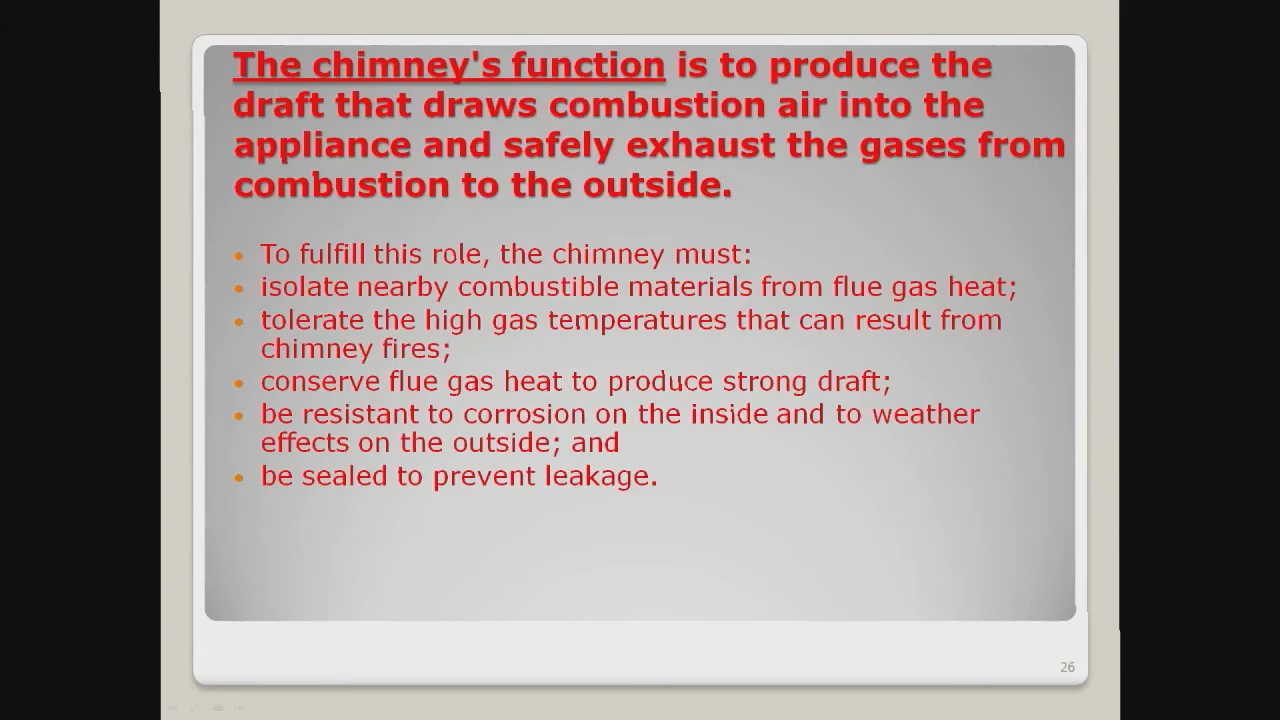 The chimney's function is to produce the
draft that draws combustion air into the
appliance and safely exhaust the gases from
combustion to the outside.
• To fulfill this role, the chimney must:
• isolate nearby combustible materials from flue gas heat;
• tolerate the high gas temperatures that can result from
chimney fires;
• conserve flue gas heat to produce strong draft;
• be resistant to corrosion on the inside and to weather
effects on the outside; and
• be sealed to prevent leakage.
26